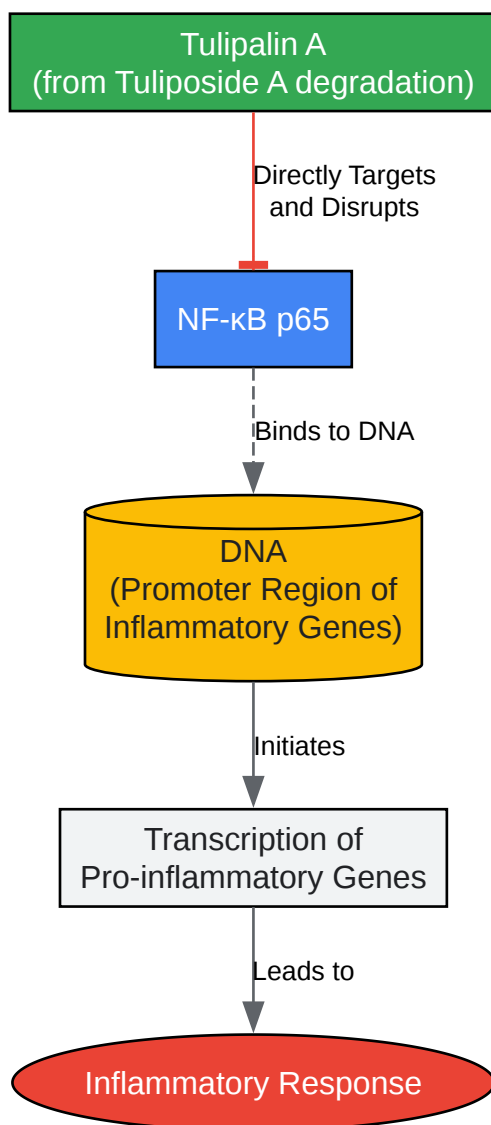 Tulipalin A
(from Tuliposide A degradation)
Directly Targets
and Disrupts
NF-κB p65
Binds to DNA
DNA
(Promoter Region of
Inflammatory Genes)
Initiates
Transcription of
Pro-inflammatory Genes
Leads to
Inflammatory Response